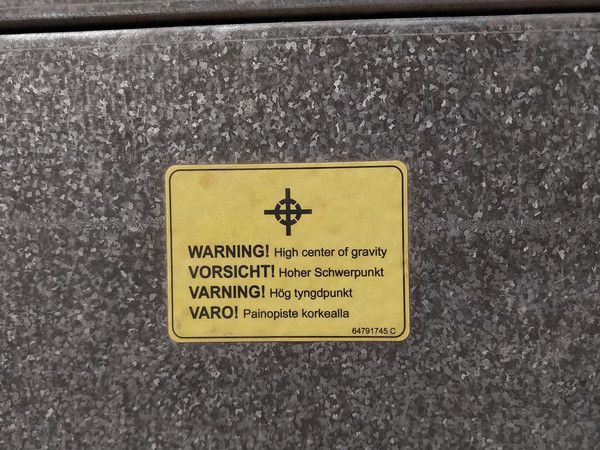 WARNING! High center of gravity
VORSICHT! Hoher Schwerpunkt
VARNING! Hög tyngdpunkt
VARO! Painopiste korkealla
64791745 C